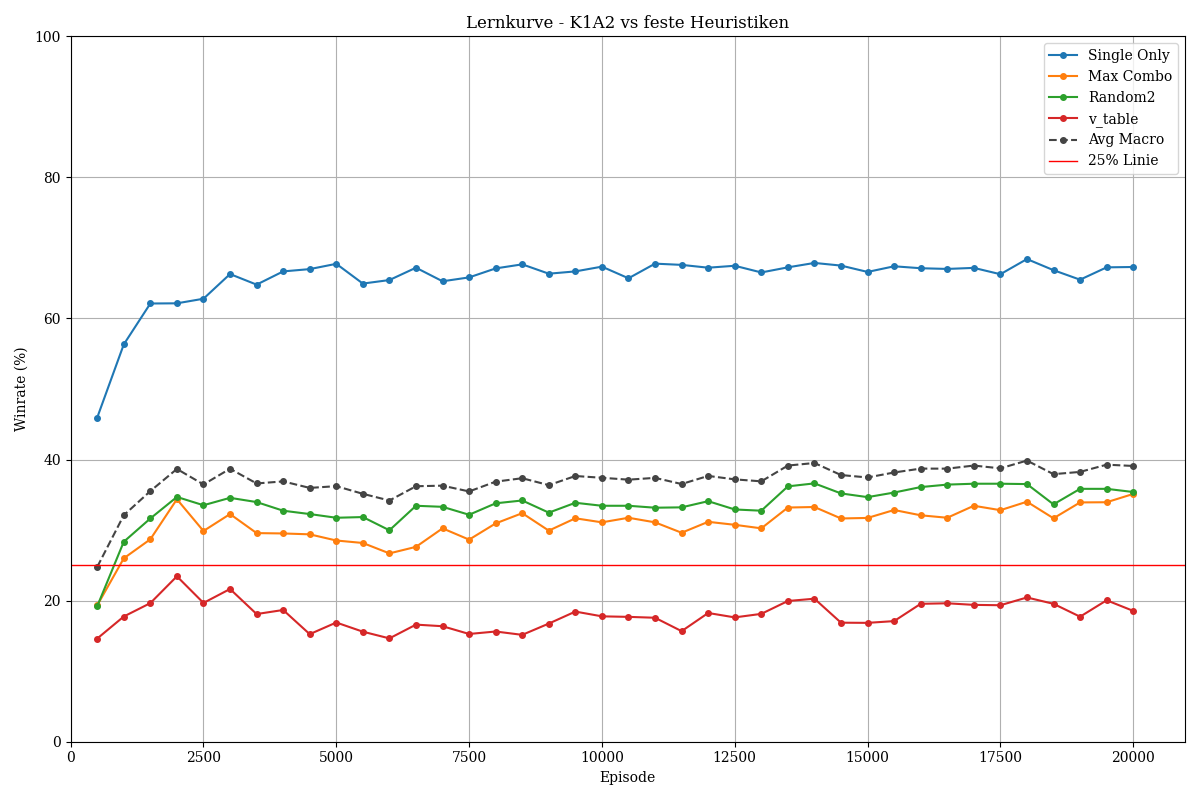 Lernkurve - K1A2 vs feste Heuristiken
100
80
60
40
20
0
Winrate (%)
Single Only
Max Combo
Random2
v_table
Avg Macro
25% Linie
0 2500 5000 7500 10000 12500 15000 17500 20000
Episode